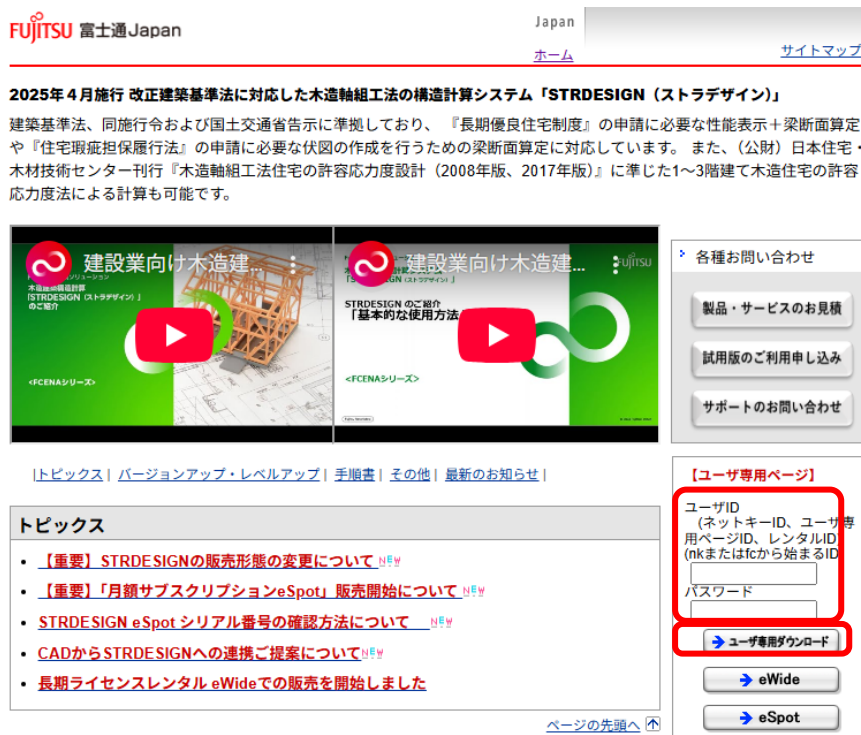 FUJITSU 富士通Japan
Japan
ホーム
サイトマップ
2025年4月施行 改正建築基準法に対応した木造軸組工法の構造計算システム「STRDESIGN（ストラデザイン）」
建築基準法、同施行令および国土交通省告示に準拠しており、 『長期優良住宅制度』の申請に必要な性能表示＋梁断面算定
や『住宅瑕疵担保履行法』の申請に必要な伏図の作成を行うための梁断面算定に対応しています。 また、（公財）日本住宅・
木材技術センター刊行『木造軸組工法住宅の許容応力度設計（2008年版、2017年版）』に準じた1～3階建て木造住宅の許容
応力度法による計算も可能です。
建設業向け木造建...
木造建築構造計算
「STRDESIGN（ストラデザイン）」
のご紹介
<FCENAシリーズ>
建設業向け木造建...
FUJITSU
STRDESIGN のご紹介
「基本的な使用方法
<FCENAシリーズ>
各種お問い合わせ
製品・サービスのお見積
試用版のご利用申し込み
サポートのお問い合わせ
|トピックス | バージョンアップ・レベルアップ | 手順書 | その他 | 最新のお知らせ |
トピックス
• 【重要】STRDESIGNの販売形態の変更について NEW
• 【重要】「月額サブスクリプションeSpot」販売開始について NEW
• STRDESIGN eSpot シリアル番号の確認方法について NEW
• CADからSTRDESIGNへの連携ご提案について NEW
• 長期ライセンスレンタル eWideでの販売を開始しました
ページの先頭へ
【ユーザ専用ページ】
ユーザID
（ネットキーID、ユーザ専
用ページID、レンタルID）
(nkまたはfcから始まるID
パスワード
ユーザ専用ダウンロード
eWide
eSpot